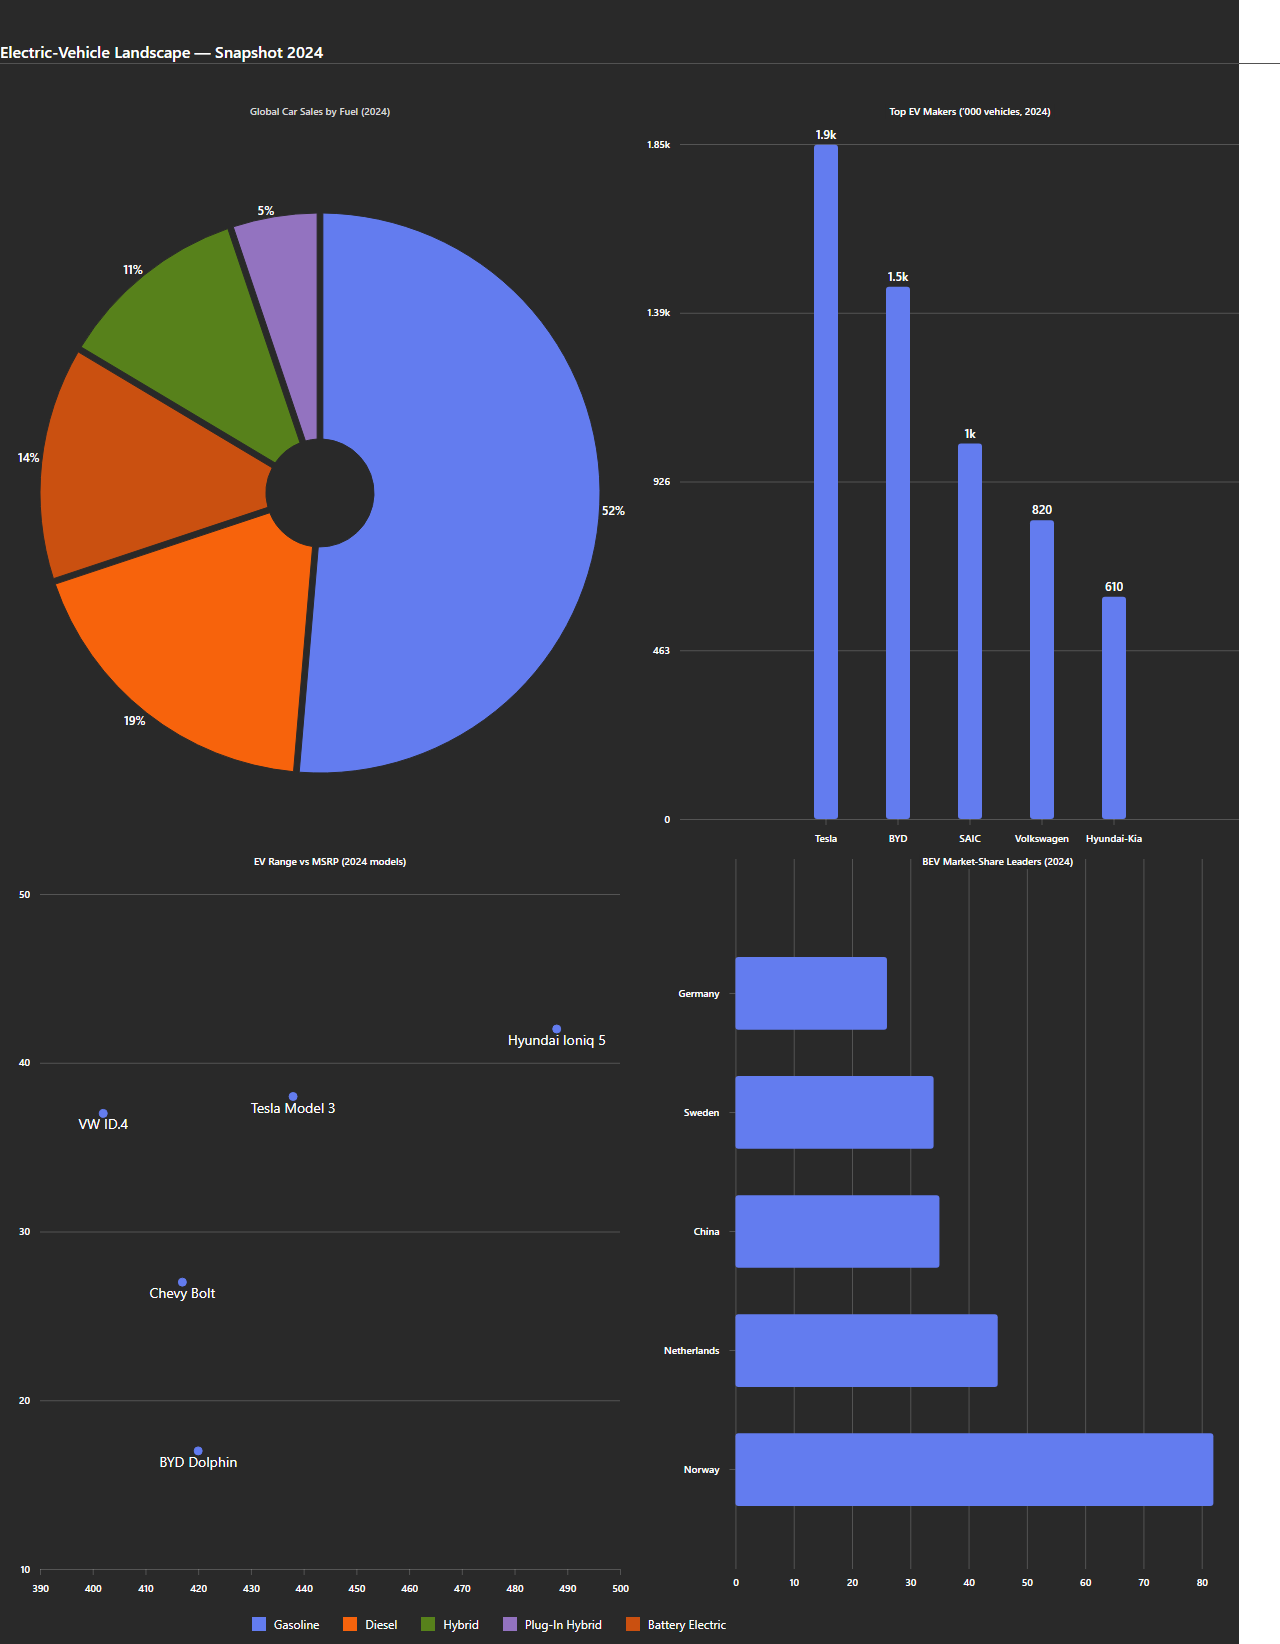 Electric-Vehicle Landscape — Snapshot 2024
Global Car Sales by Fuel (2024)
5%
11%
14%
52%
19%
Top EV Makers ('000 vehicles, 2024)
1.85k
1.39k
926
463
0
1.9k
1.5k
1k
820
610
Tesla BYD SAIC Volkswagen Hyundai-Kia
EV Range vs MSRP (2024 models)
50
40
30
20
10
Hyundai Ioniq 5
Tesla Model 3
VW ID.4
Chevy Bolt
BYD Dolphin
390 400 410 420 430 440 450 460 470 480 490 500
BEV Market-Share Leaders (2024)
Germany
Sweden
China
Netherlands
Norway
0 10 20 30 40 50 60 70 80
Gasoline Diesel Hybrid Plug-In Hybrid Battery Electric